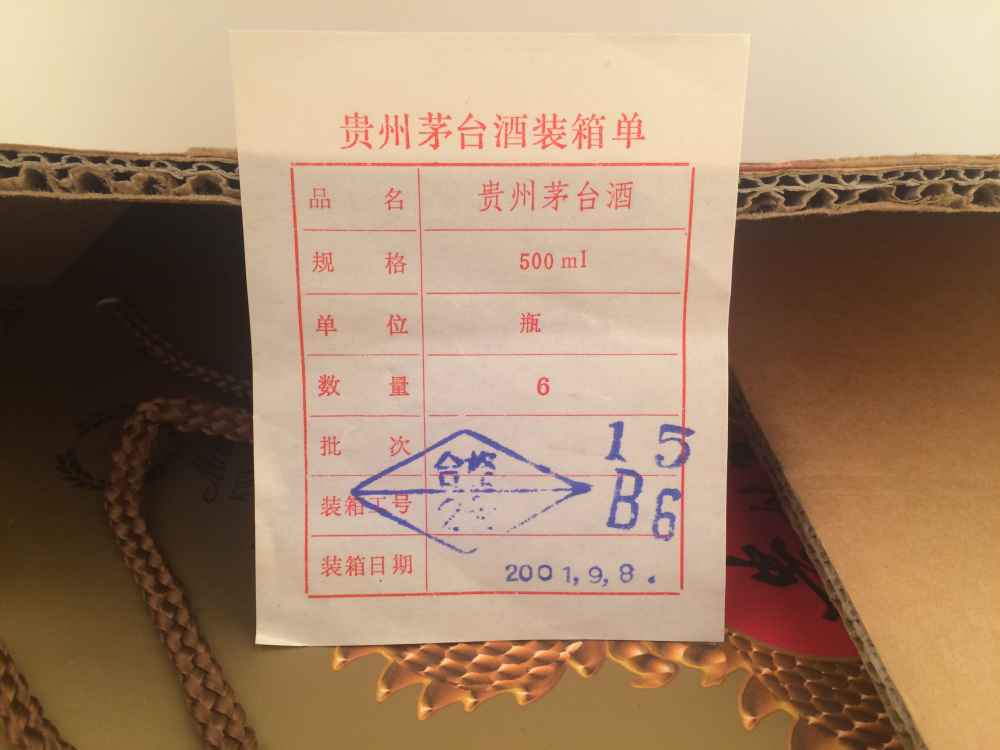 贵州茅台酒装箱单
品 名 贵州茅台酒
规 格 500 ml
单 位 瓶
数 量 6
批 次 15
装箱工号 B6
装箱日期 2001,9,8.
合格